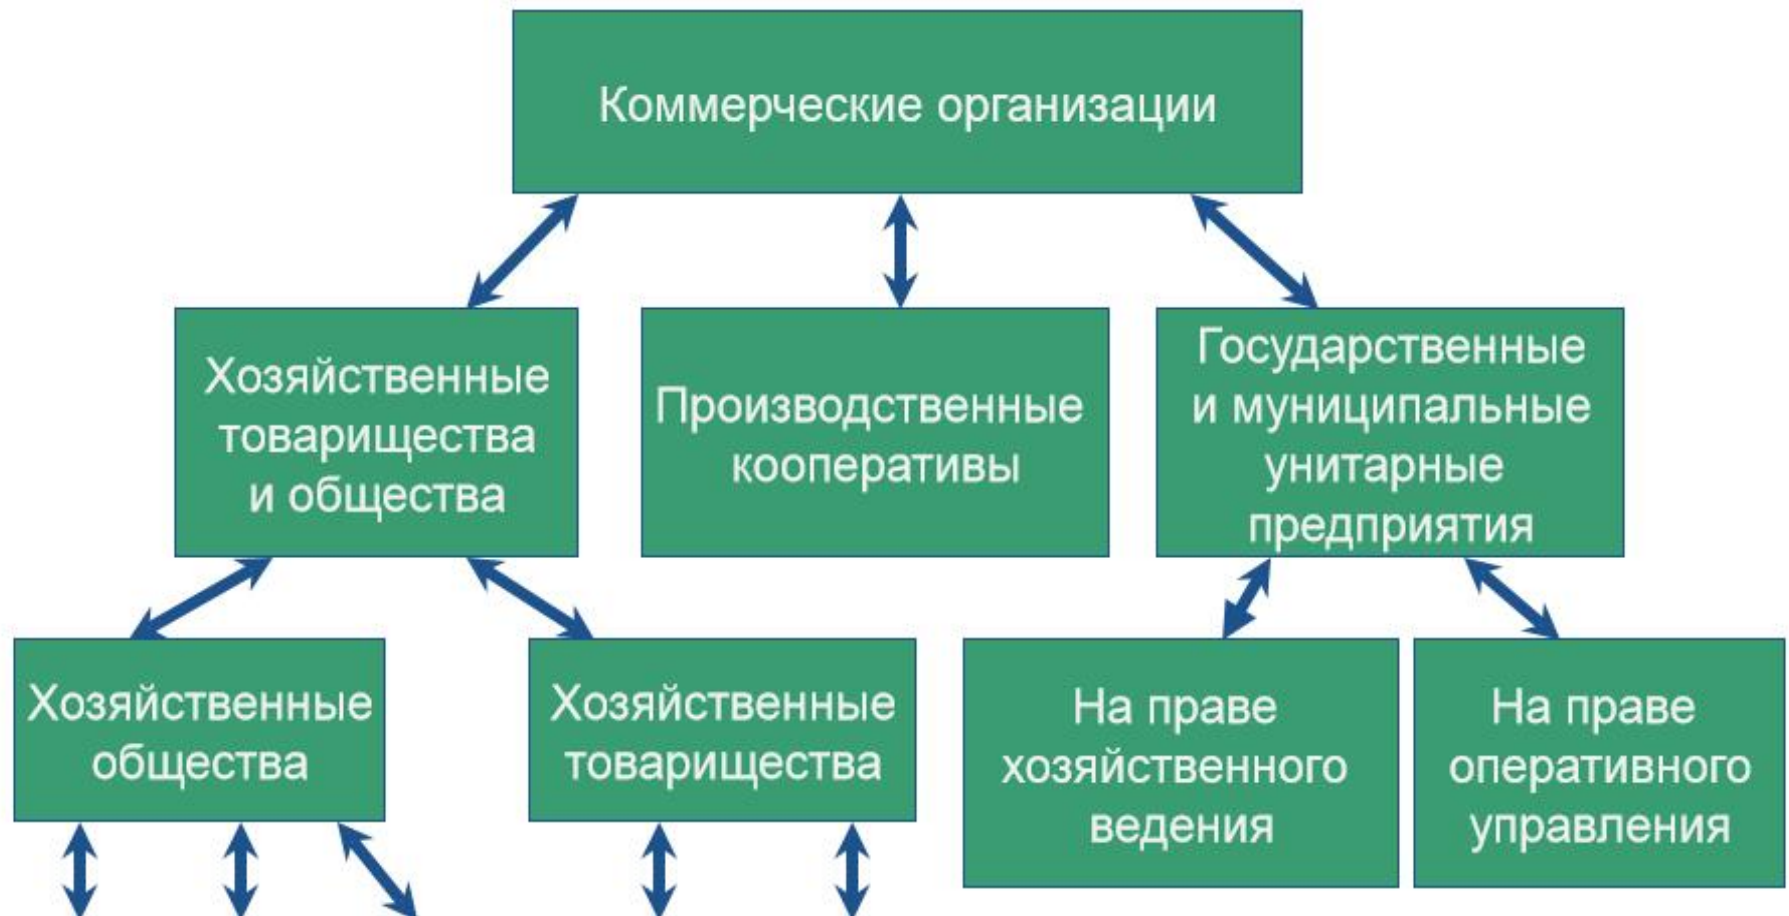 Коммерческие организации
Хозяйственные
товарищества
и общества
Производственные
кооперативы
Государственные
и муниципальные
унитарные
предприятия
Хозяйственные
общества
Хозяйственные
товарищества
На праве
хозяйственного
ведения
На праве
оперативного
управления